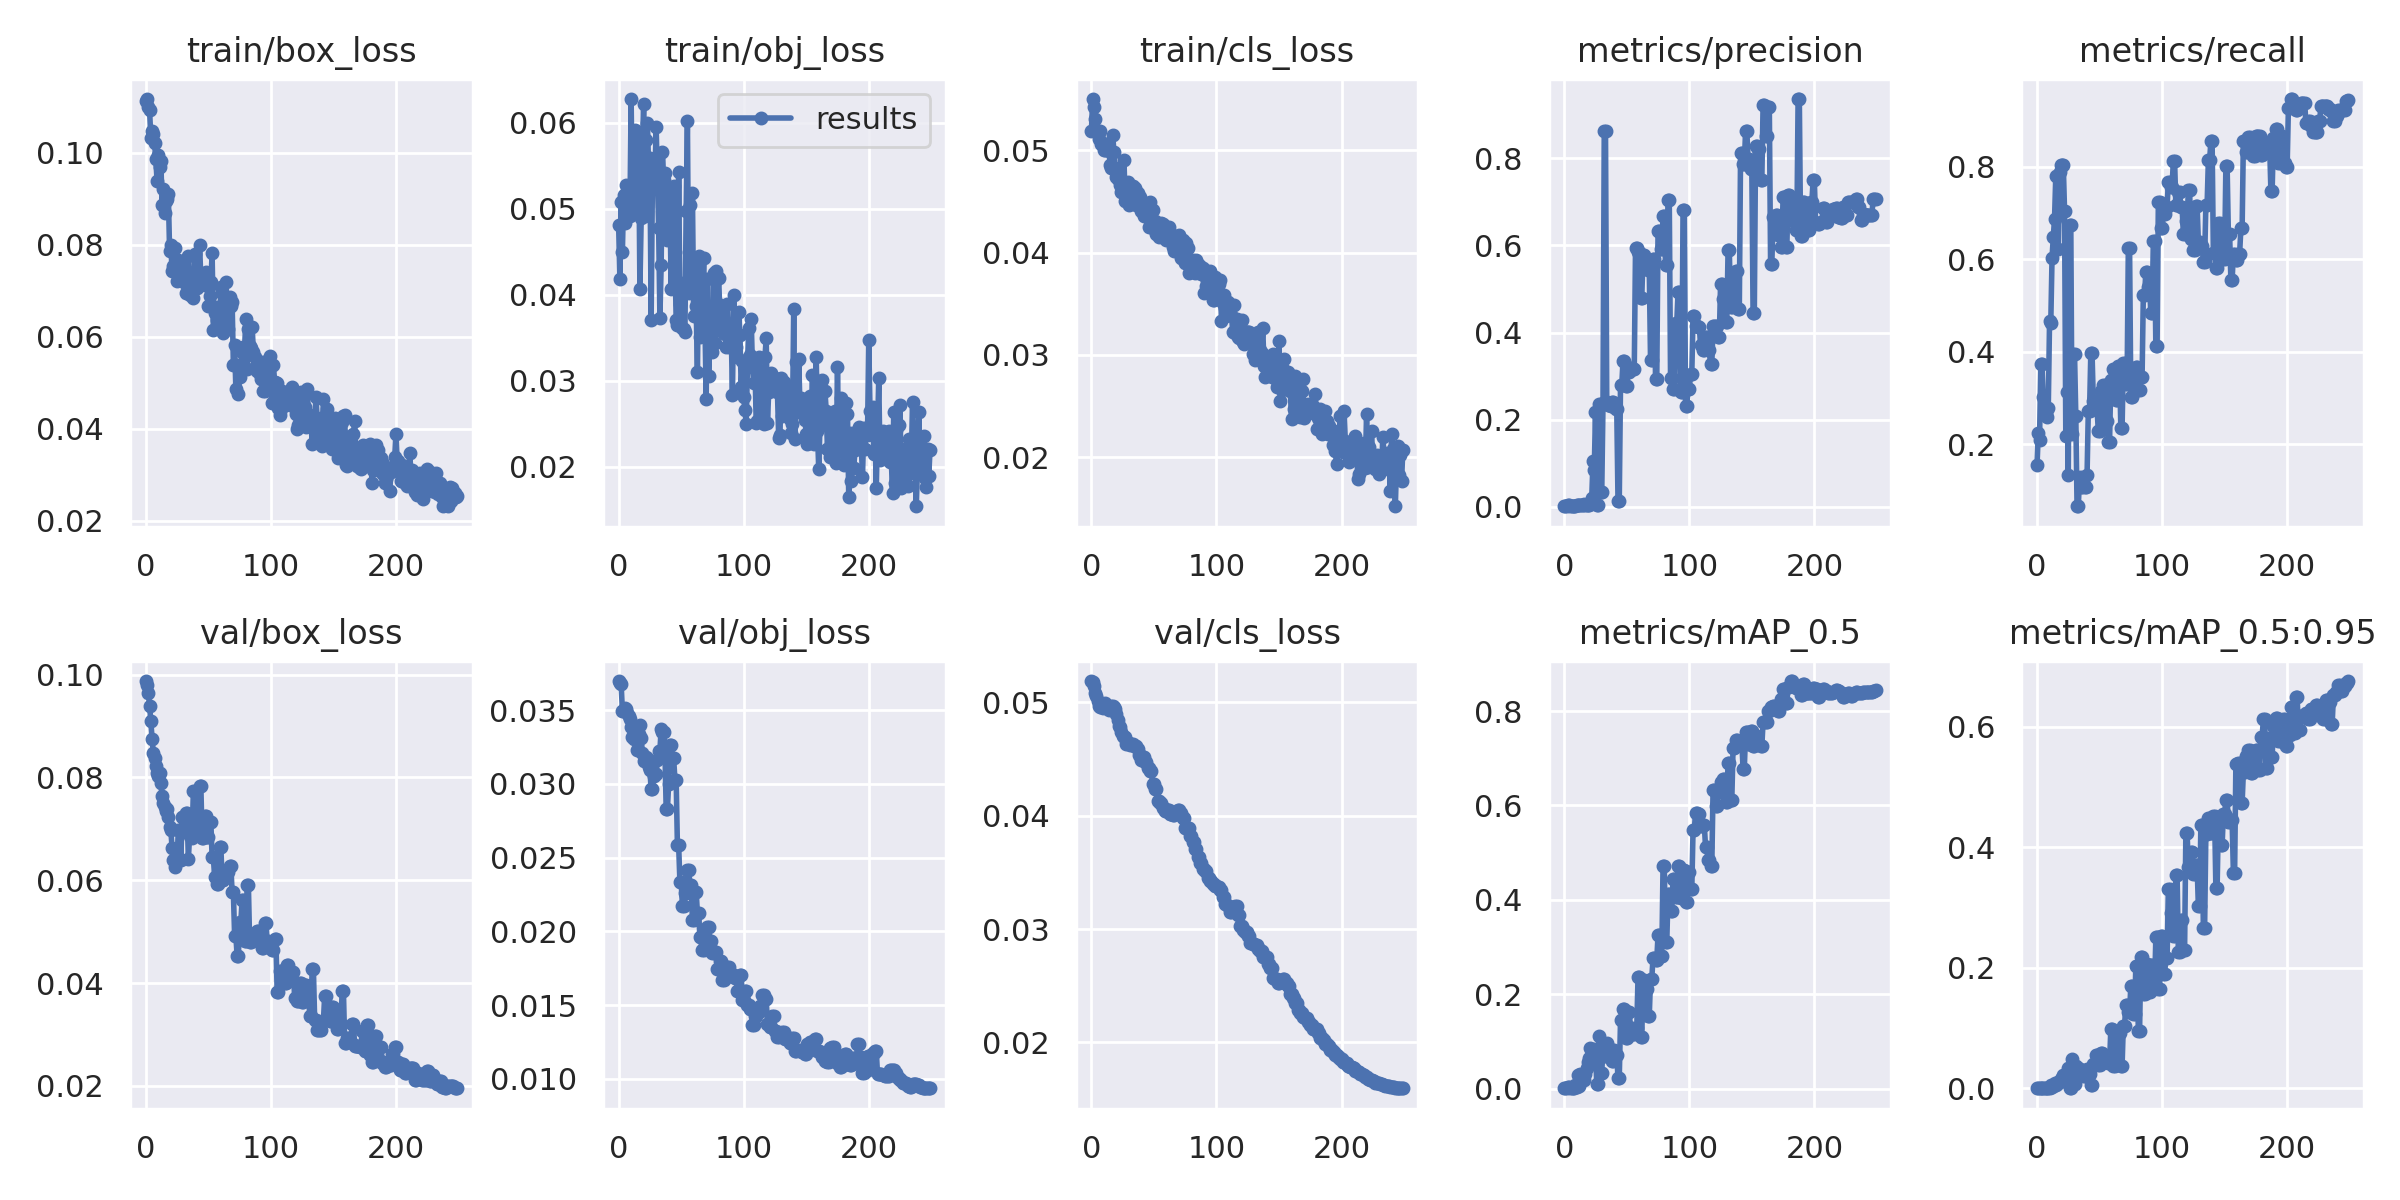 train/box_loss
train/obj_loss
train/cls_loss
metrics/precision
metrics/recall
results
0.10
0.08
0.06
0.04
0.02
0 100 200
0.06
0.05
0.04
0.03
0.02
0 100 200
0.05
0.04
0.03
0.02
0 100 200
0.8
0.6
0.4
0.2
0.0
0 100 200
0.8
0.6
0.4
0.2
0 100 200
val/box_loss
val/obj_loss
val/cls_loss
metrics/mAP_0.5
metrics/mAP_0.5:0.95
0.10
0.08
0.06
0.04
0.02
0 100 200
0.035
0.030
0.025
0.020
0.015
0.010
0 100 200
0.05
0.04
0.03
0.02
0 100 200
0.8
0.6
0.4
0.2
0.0
0 100 200
0.6
0.4
0.2
0.0
0 100 200